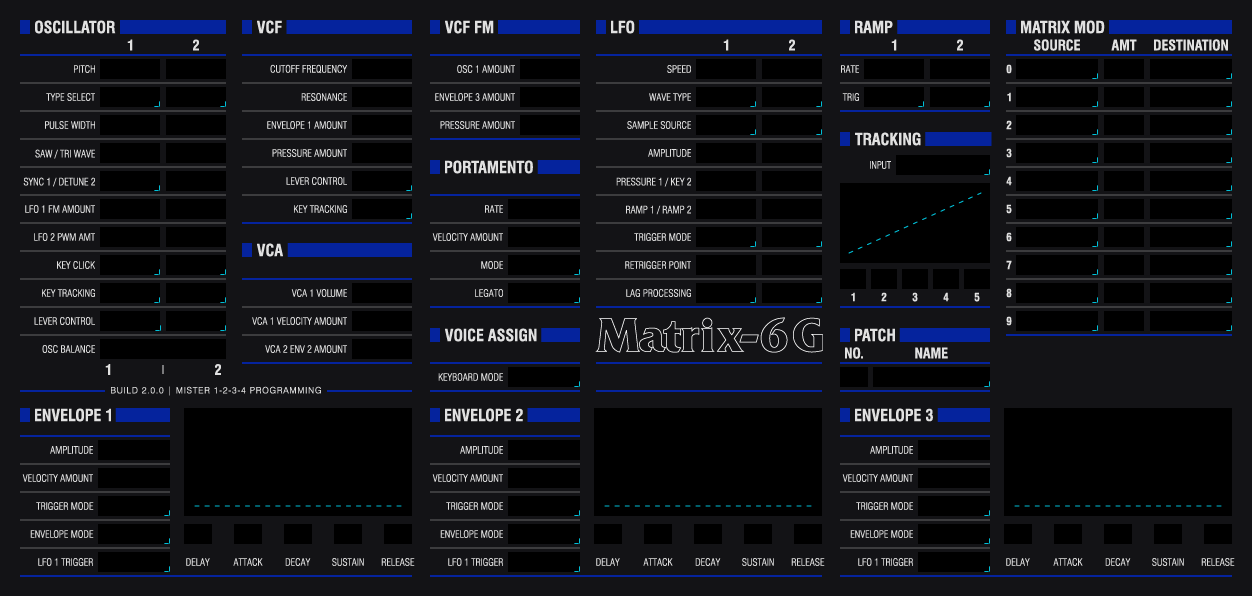 OSCILLATOR
1 2
PITCH
TYPE SELECT
PULSE WIDTH
SAW / TRI WAVE
SYNC 1 / DETUNE 2
LFO 1 FM AMOUNT
LFO 2 PWM AMT
KEY CLICK
KEY TRACKING
LEVER CONTROL
OSC BALANCE
1 | 2
BUILD 2.0.0 | MISTER 1-2-3-4 PROGRAMMING
VCF
CUTOFF FREQUENCY
RESONANCE
ENVELOPE 1 AMOUNT
PRESSURE AMOUNT
LEVER CONTROL
KEY TRACKING
VCA
VCA 1 VOLUME
VCA 1 VELOCITY AMOUNT
VCA 2 ENV 2 AMOUNT
VCF FM
OSC 1 AMOUNT
ENVELOPE 3 AMOUNT
PRESSURE AMOUNT
PORTAMENTO
RATE
VELOCITY AMOUNT
MODE
LEGATO
VOICE ASSIGN
KEYBOARD MODE
LFO
1 2
SPEED
WAVE TYPE
SAMPLE SOURCE
AMPLITUDE
PRESSURE 1 / KEY 2
RAMP 1 / RAMP 2
TRIGGER MODE
RETRIGGER POINT
LAG PROCESSING
Matrix-6G
RAMP
1 2
RATE
TRIG
TRACKING
INPUT
1 2 3 4 5
PATCH
NO. NAME
MATRIX MOD
SOURCE AMT DESTINATION
0
1
2
3
4
5
6
7
8
9
ENVELOPE 1
AMPLITUDE
VELOCITY AMOUNT
TRIGGER MODE
ENVELOPE MODE
LFO 1 TRIGGER
DELAY ATTACK DECAY SUSTAIN RELEASE
ENVELOPE 2
AMPLITUDE
VELOCITY AMOUNT
TRIGGER MODE
ENVELOPE MODE
LFO 1 TRIGGER
DELAY ATTACK DECAY SUSTAIN RELEASE
ENVELOPE 3
AMPLITUDE
VELOCITY AMOUNT
TRIGGER MODE
ENVELOPE MODE
LFO 1 TRIGGER
DELAY ATTACK DECAY SUSTAIN RELEASE